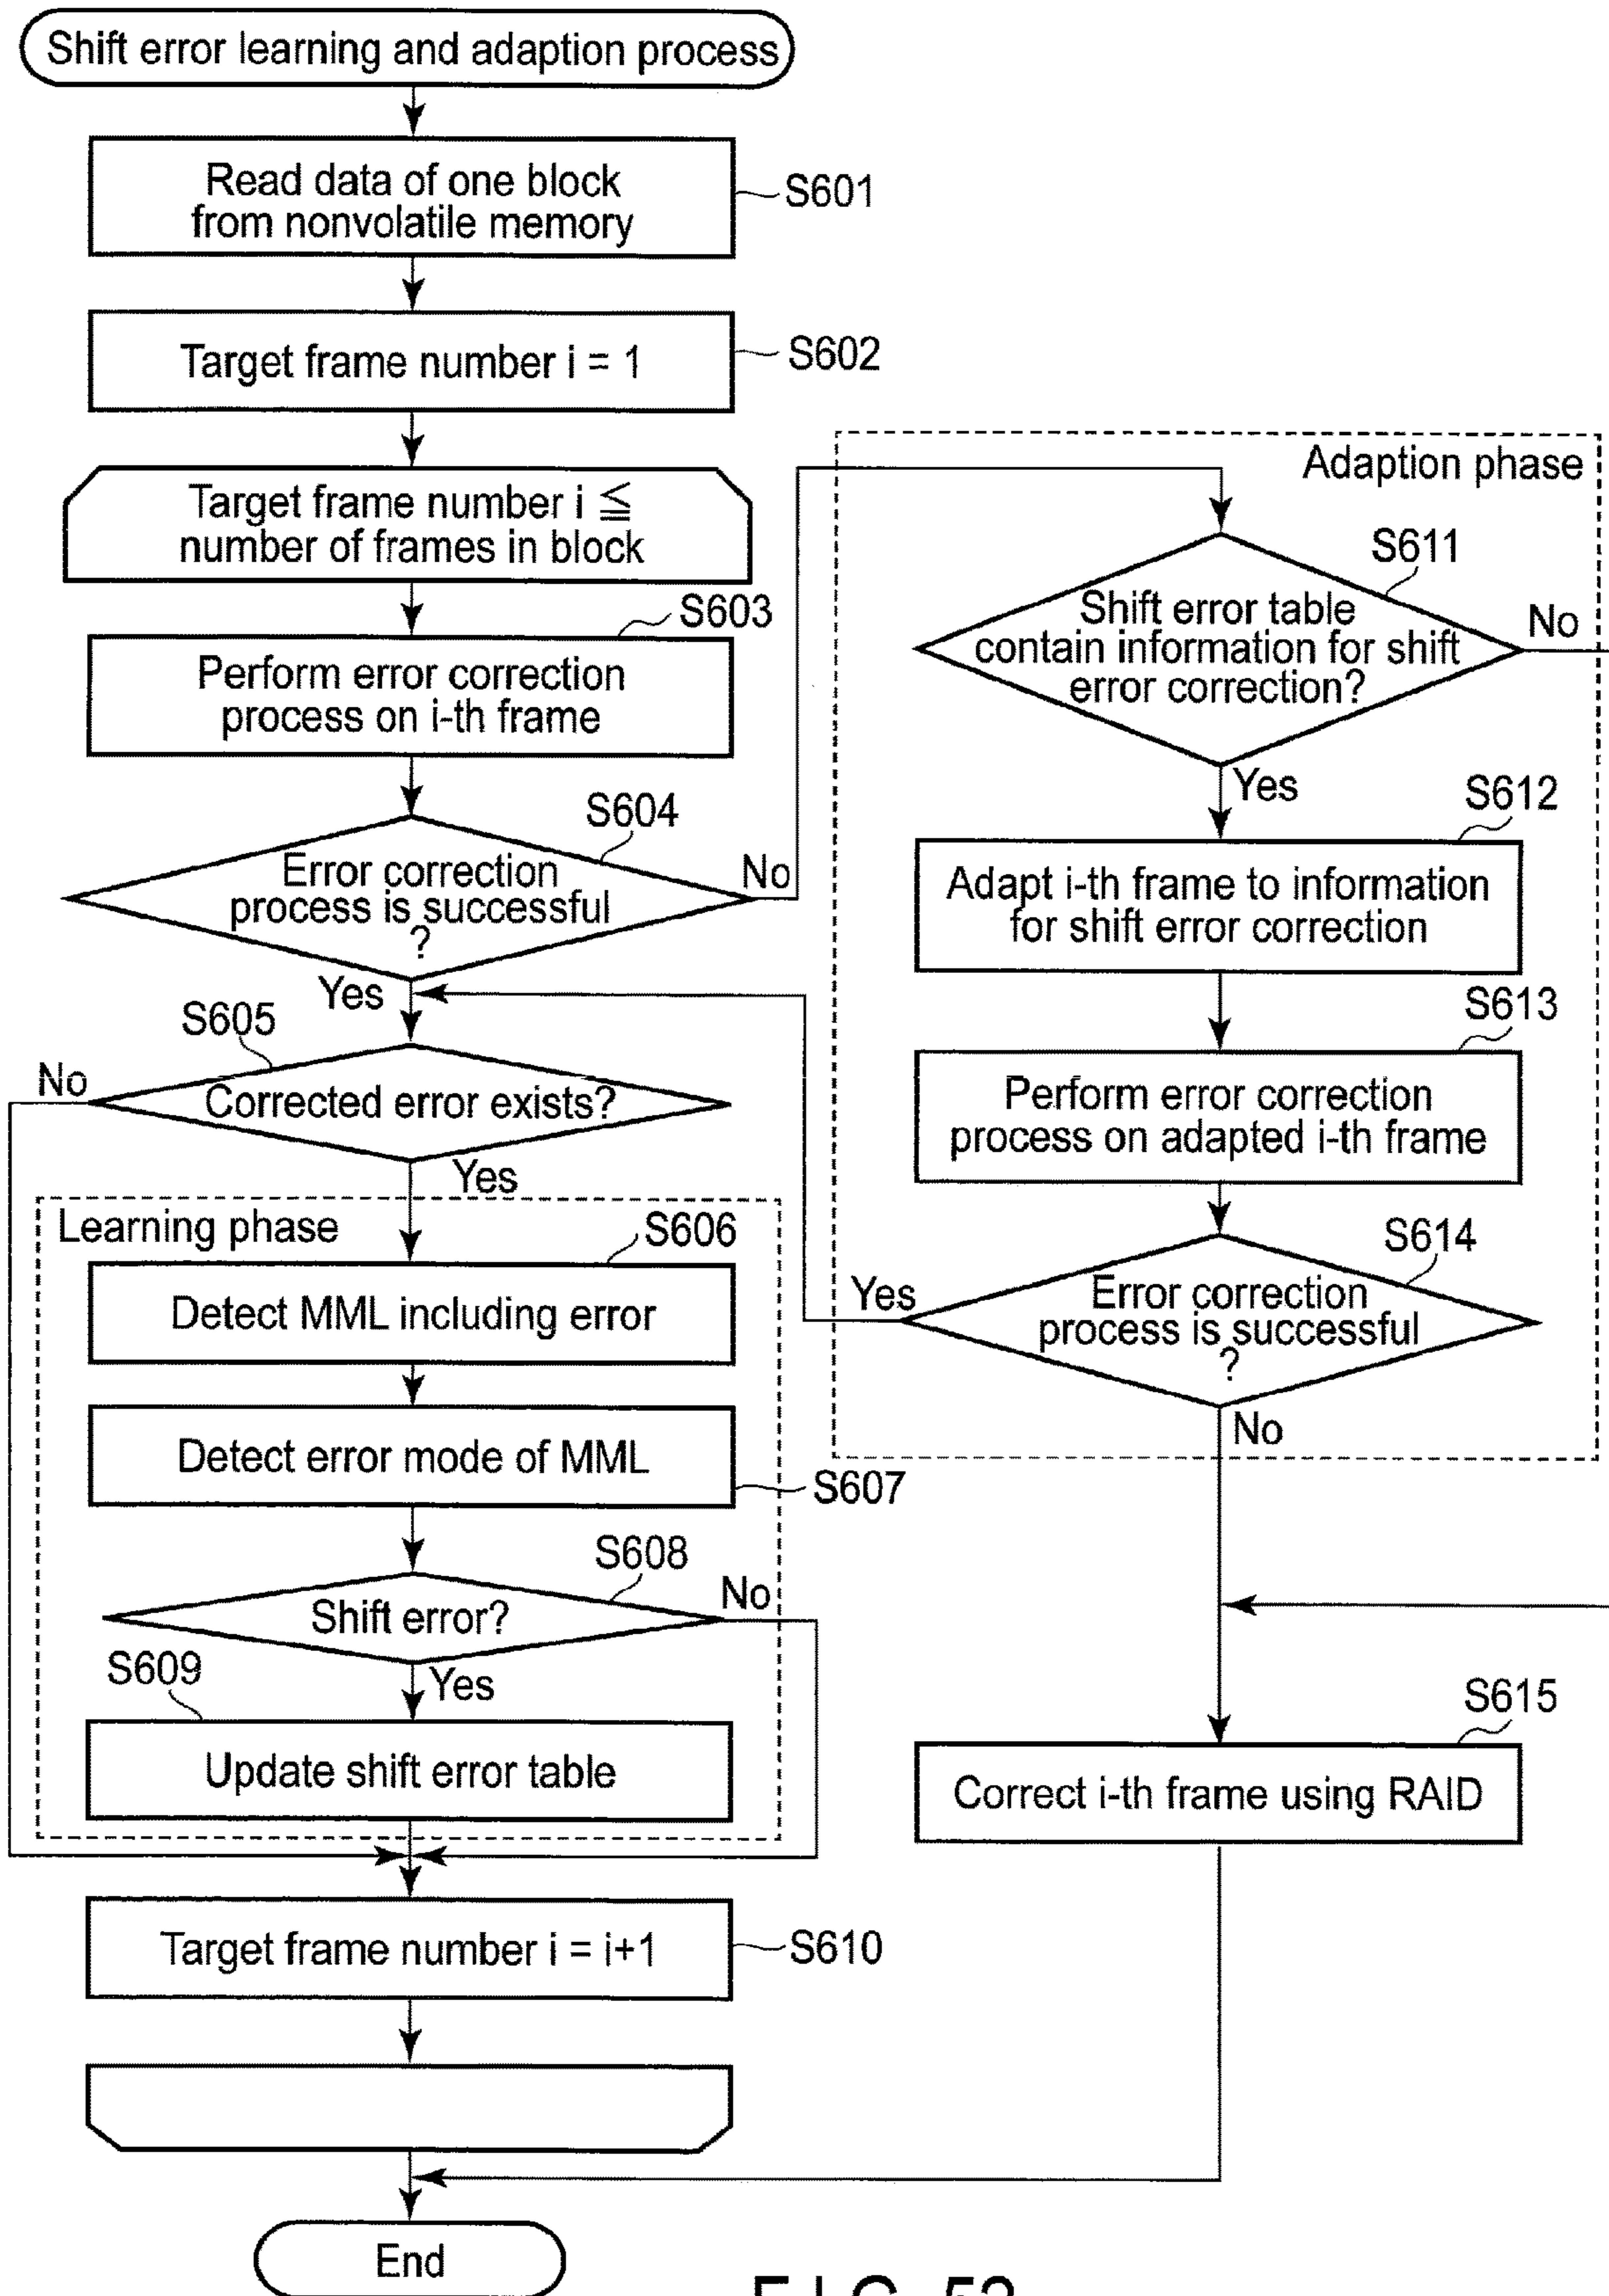 Shift error learning and adaption process
Read data of one block
from nonvolatile memory
S601
Target frame number i = 1
S602
Target frame number i ≦
number of frames in block
S603
Perform error correction
process on i-th frame
S604
Error correction
process is successful
?
No
Yes
S605
No
Corrected error exists?
Yes
Learning phase
S606
Detect MML including error
Detect error mode of MML
S607
S608
No
Shift error?
S609
Yes
Update shift error table
Target frame number i = i+1
S610
End
Adaption phase
S611
Shift error table
contain information for shift
error correction?
No
Yes
S612
Adapt i-th frame to information
for shift error correction
S613
Perform error correction
process on adapted i-th frame
S614
Yes
Error correction
process is successful
?
No
S615
Correct i-th frame using RAID